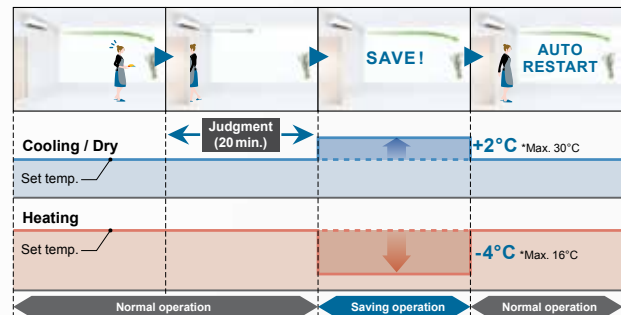 SAVE!
AUTO
RESTART
Judgment
(20 min.)
Cooling / Dry
+2°C *Max. 30°C
Set temp.
Heating
Set temp.
-4°C *Max. 16°C
Normal operation
Saving operation
Normal operation